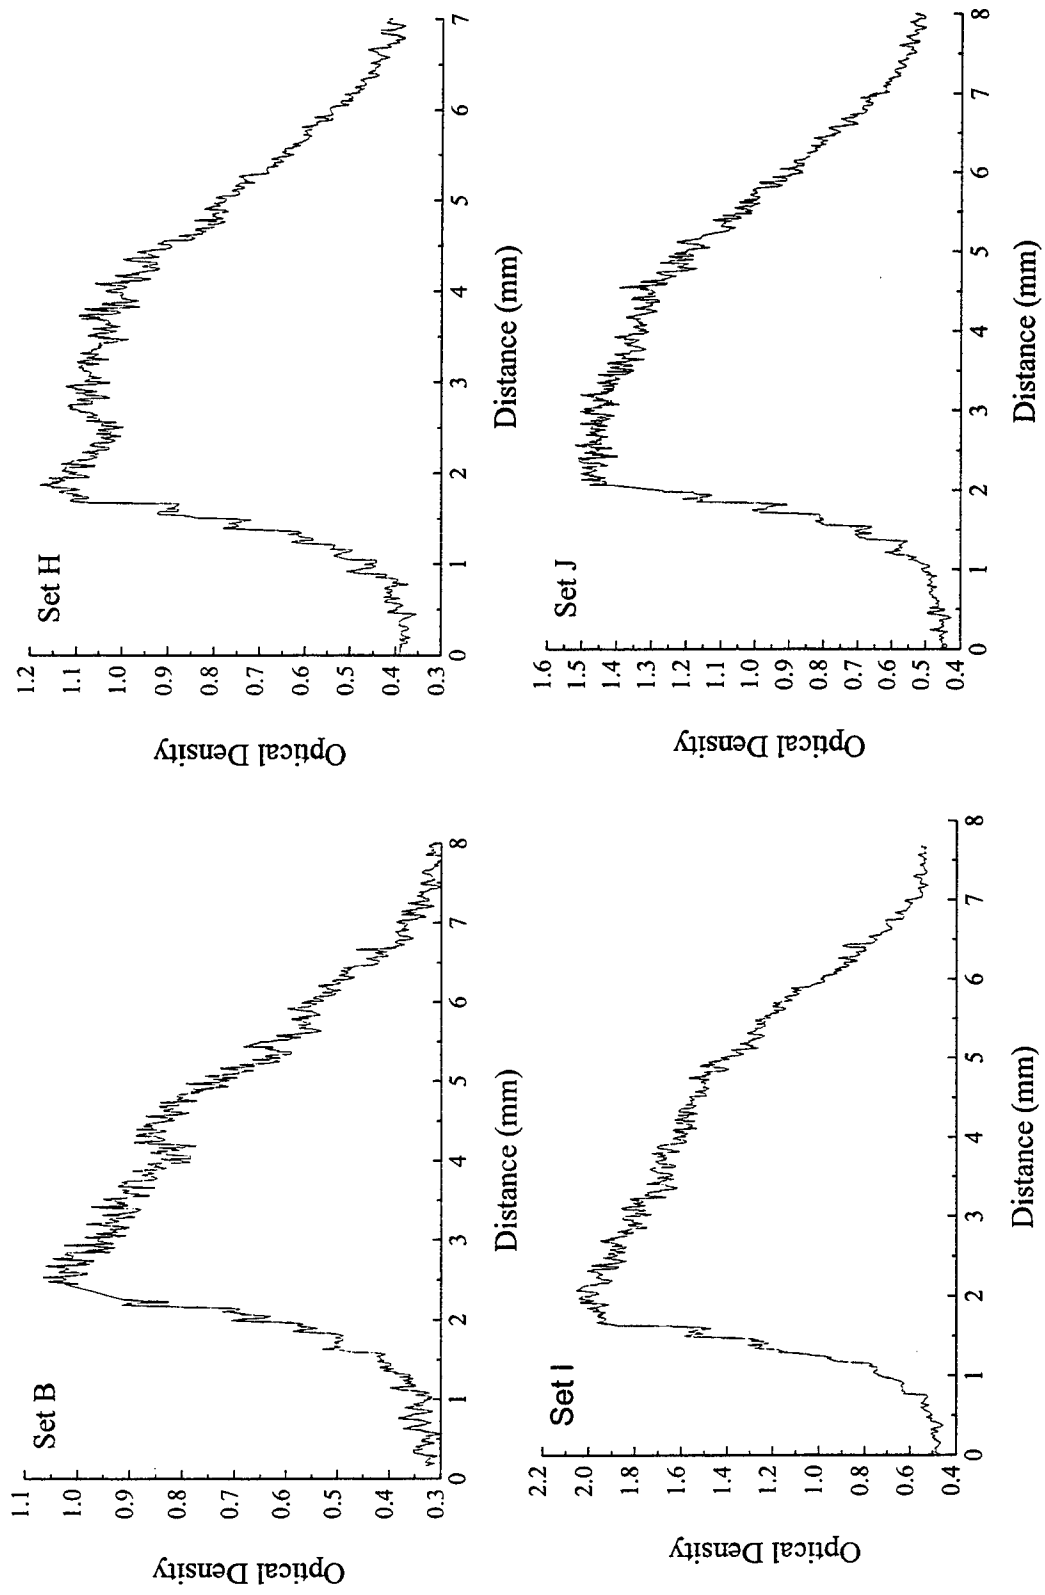 Set B
Optical Density
1.1
1.0
0.9
0.8
0.7
0.6
0.5
0.4
0.3
0 1 2 3 4 5 6 7 8
Distance (mm)
Set H
Optical Density
1.2
1.1
1.0
0.9
0.8
0.7
0.6
0.5
0.4
0.3
0 1 2 3 4 5 6 7
Distance (mm)
Set I
Optical Density
2.2
2.0
1.8
1.6
1.4
1.2
1.0
0.8
0.6
0.4
0 1 2 3 4 5 6 7 8
Distance (mm)
Set J
Optical Density
1.6
1.5
1.4
1.3
1.2
1.1
1.0
0.9
0.8
0.7
0.6
0.5
0.4
0 1 2 3 4 5 6 7 8
Distance (mm)